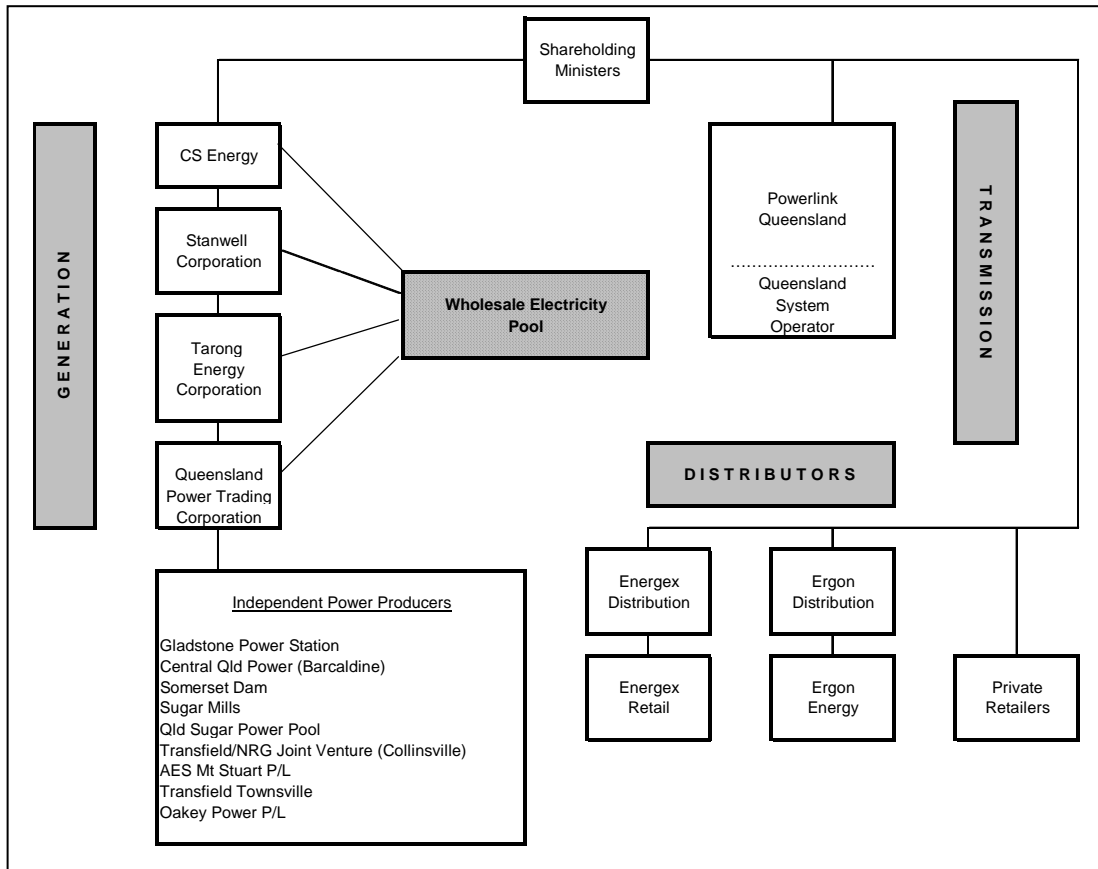 Shareholding
Ministers
GENERATION
CS Energy
Stanwell
Corporation
Tarong
Energy
Corporation
Queensland
Power Trading
Corporation
Wholesale Electricity
Pool
Powerlink
Queensland
...........................
Queensland
System
Operator
TRANSMISSION
DISTRIBUTORS
Independent Power Producers
Gladstone Power Station
Central Qld Power (Barcaldine)
Somerset Dam
Sugar Mills
Qld Sugar Power Pool
Transfield/NRG Joint Venture (Collinsville)
AES Mt Stuart P/L
Transfield Townsville
Oakey Power P/L
Energex
Distribution
Ergon
Distribution
Energex
Retail
Ergon
Energy
Private
Retailers